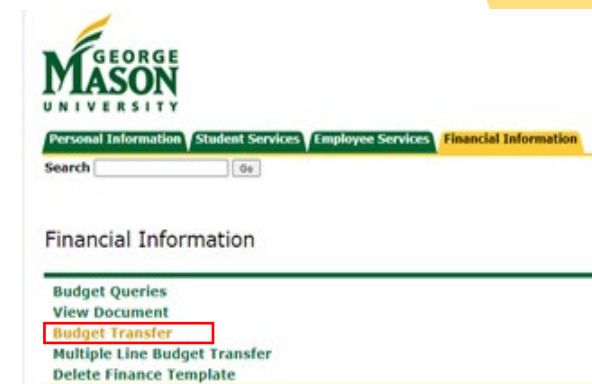 GEORGE
MASON
UNIVERSITY
Personal Information Student Services Employee Services Financial Information
Search Go
Financial Information
Budget Queries
View Document
Budget Transfer
Multiple Line Budget Transfer
Delete Finance Template